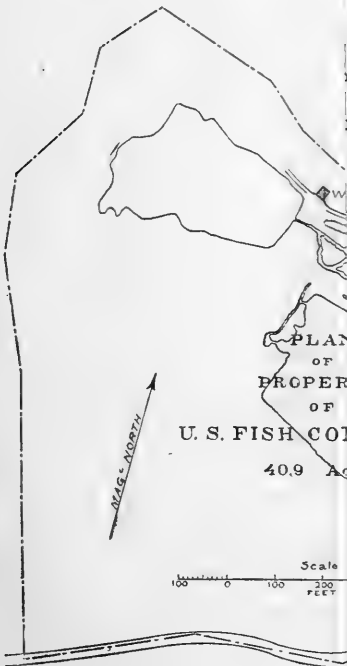 W
PLAN
OF
PROPER
OF
U. S. FISH CO
40.9 A
MAG- NORTH
Scale
100 0 100 200
FEET